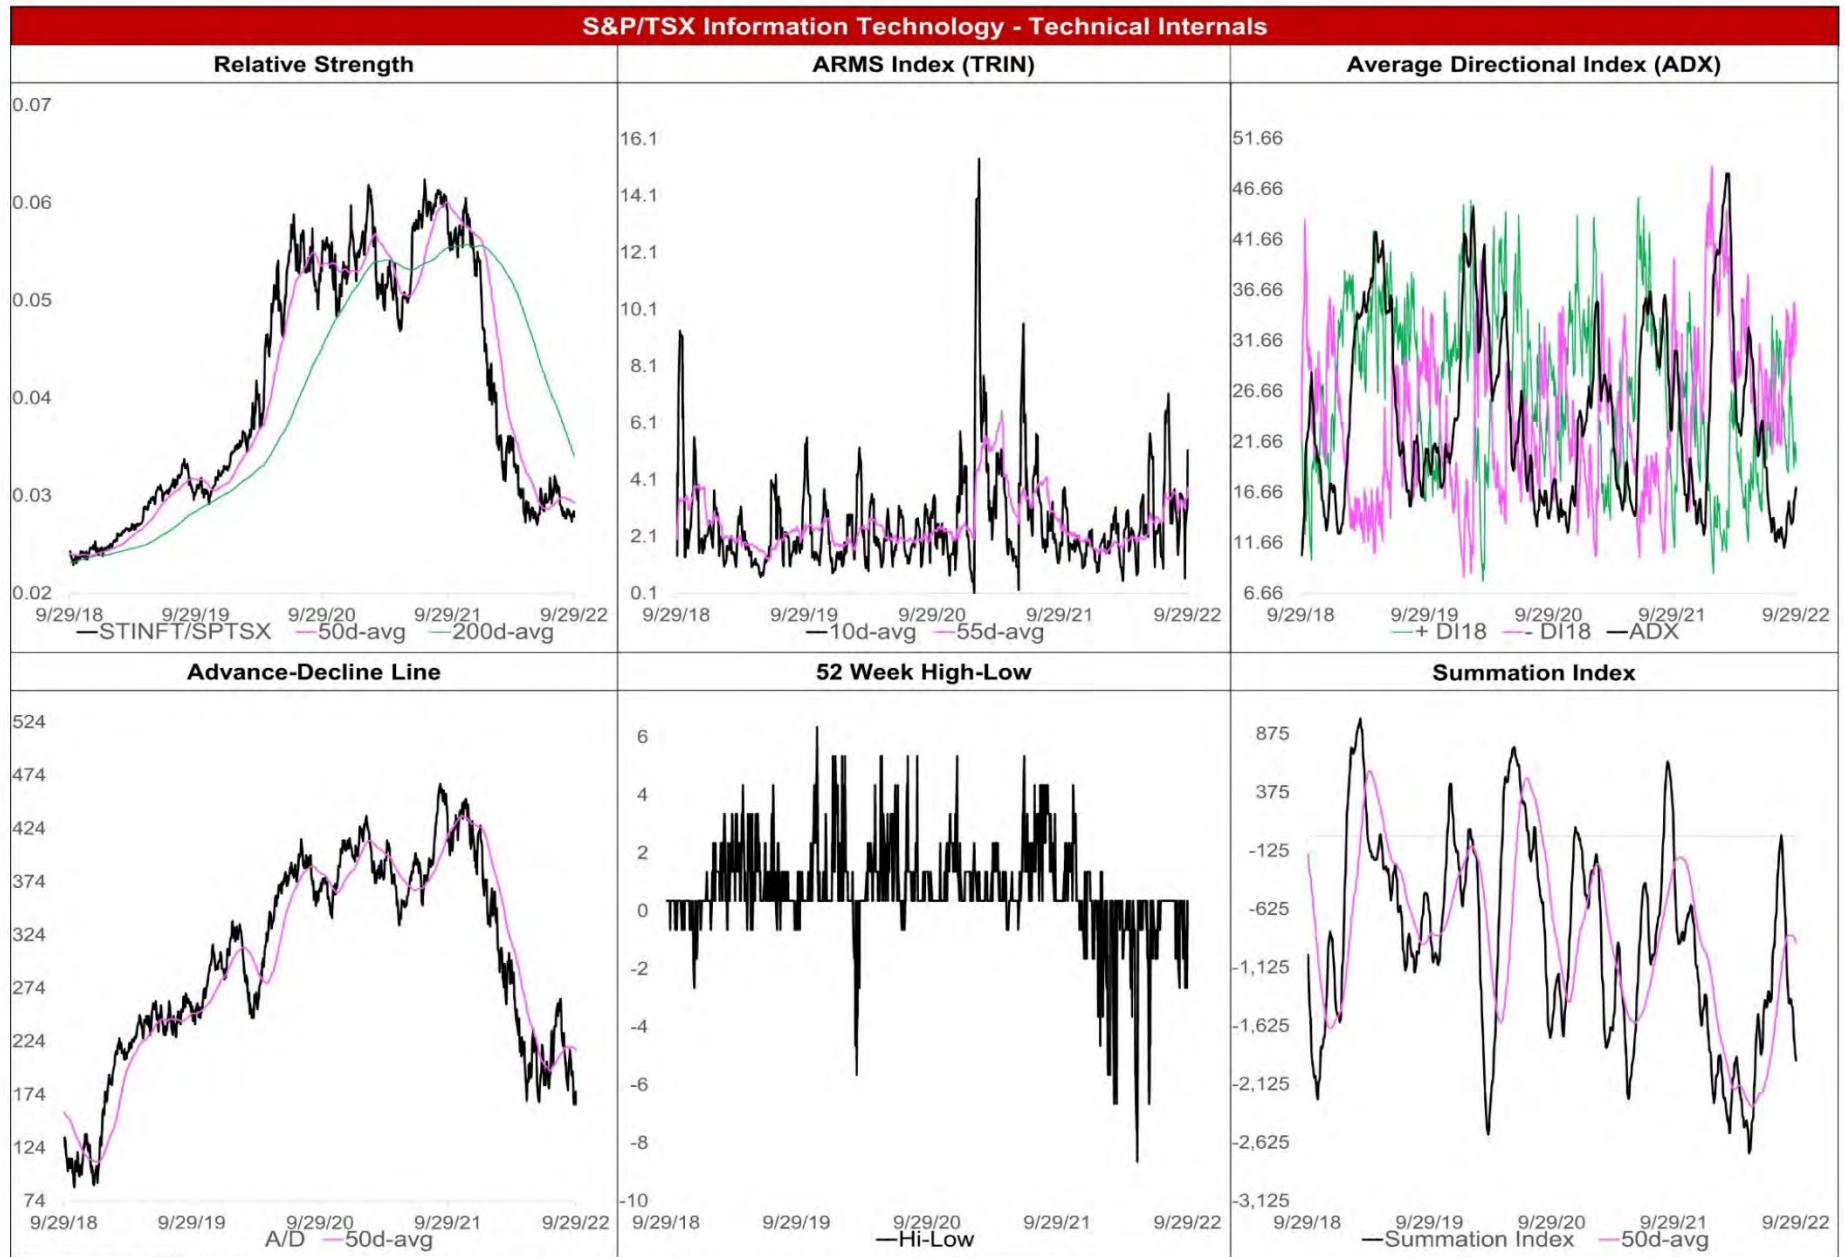 S&P/TSX Information Technology - Technical Internals
Relative Strength
0.07
0.06
0.05
0.04
0.03
0.02
9/29/18 9/29/19 9/29/20 9/29/21 9/29/22
STINFT/SPTSX 50d-avg 200d-avg
ARMS Index (TRIN)
16.1
14.1
12.1
10.1
8.1
6.1
4.1
2.1
0.1
9/29/18 9/29/19 9/29/20 9/29/21 9/29/22
10d-avg 55d-avg
Average Directional Index (ADX)
51.66
46.66
41.66
36.66
31.66
26.66
21.66
16.66
11.66
6.66
9/29/18 9/29/19 9/29/20 9/29/21 9/29/22
+ DI18 - DI18 ADX
Advance-Decline Line
524
474
424
374
324
274
224
174
124
74
9/29/18 9/29/19 9/29/20 9/29/21 9/29/22
A/D 50d-avg
52 Week High-Low
6
4
2
0
-2
-4
-6
-8
-10
9/29/18 9/29/19 9/29/20 9/29/21 9/29/22
Hi-Low
Summation Index
875
375
-125
-625
-1,125
-1,625
-2,125
-2,625
-3,125
9/29/18 9/29/19 9/29/20 9/29/21 9/29/22
Summation Index 50d-avg